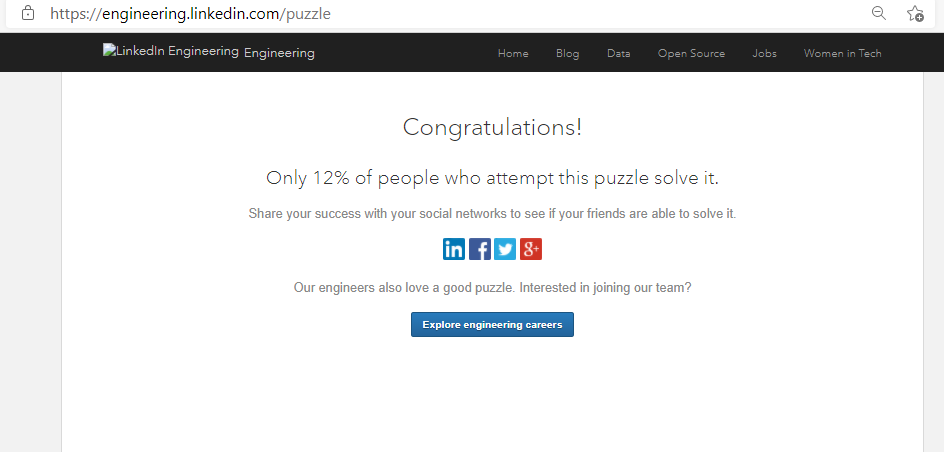 https://engineering.linkedin.com/puzzle
LinkedIn Engineering Engineering Home Blog Data Open Source Jobs Women in Tech
Congratulations!
Only 12% of people who attempt this puzzle solve it.
Share your success with your social networks to see if your friends are able to solve it.
in f g+
Our engineers also love a good puzzle. Interested in joining our team?
Explore engineering careers